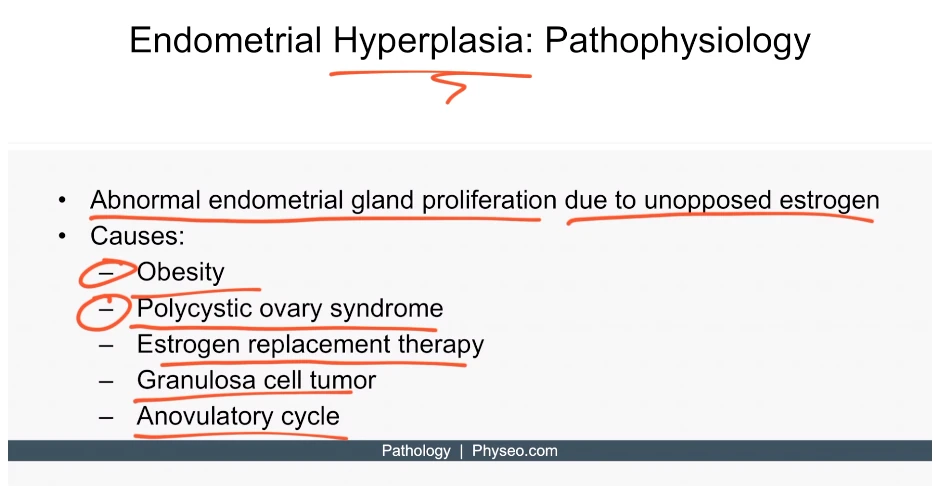 Endometrial Hyperplasia: Pathophysiology
• Abnormal endometrial gland proliferation due to unopposed estrogen
• Causes:
– Obesity
– Polycystic ovary syndrome
– Estrogen replacement therapy
– Granulosa cell tumor
– Anovulatory cycle
Pathology | Physeo.com